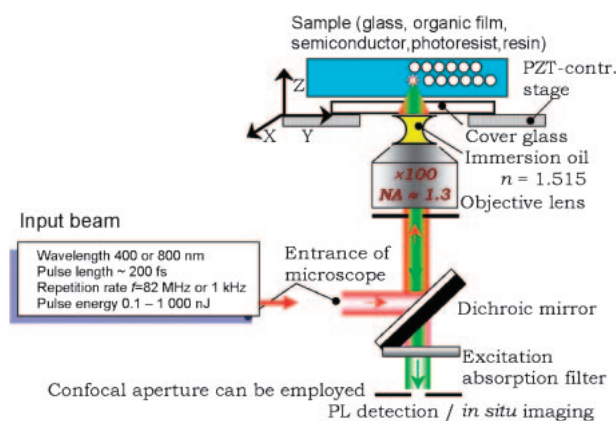 Sample (glass, organic film,
semiconductor,photoresist,resin)
PZT-contr.
stage
Z
X
Y
Cover glass
Immersion oil
n = 1.515
×100
NA ≈ 1.3
Objective lens
Input beam
Wavelength 400 or 800 nm
Pulse length ~ 200 fs
Repetition rate f=82 MHz or 1 kHz
Pulse energy 0.1 – 1 000 nJ
Entrance of
microscope
Dichroic mirror
Excitation
absorption filter
Confocal aperture can be employed
PL detection / in situ imaging